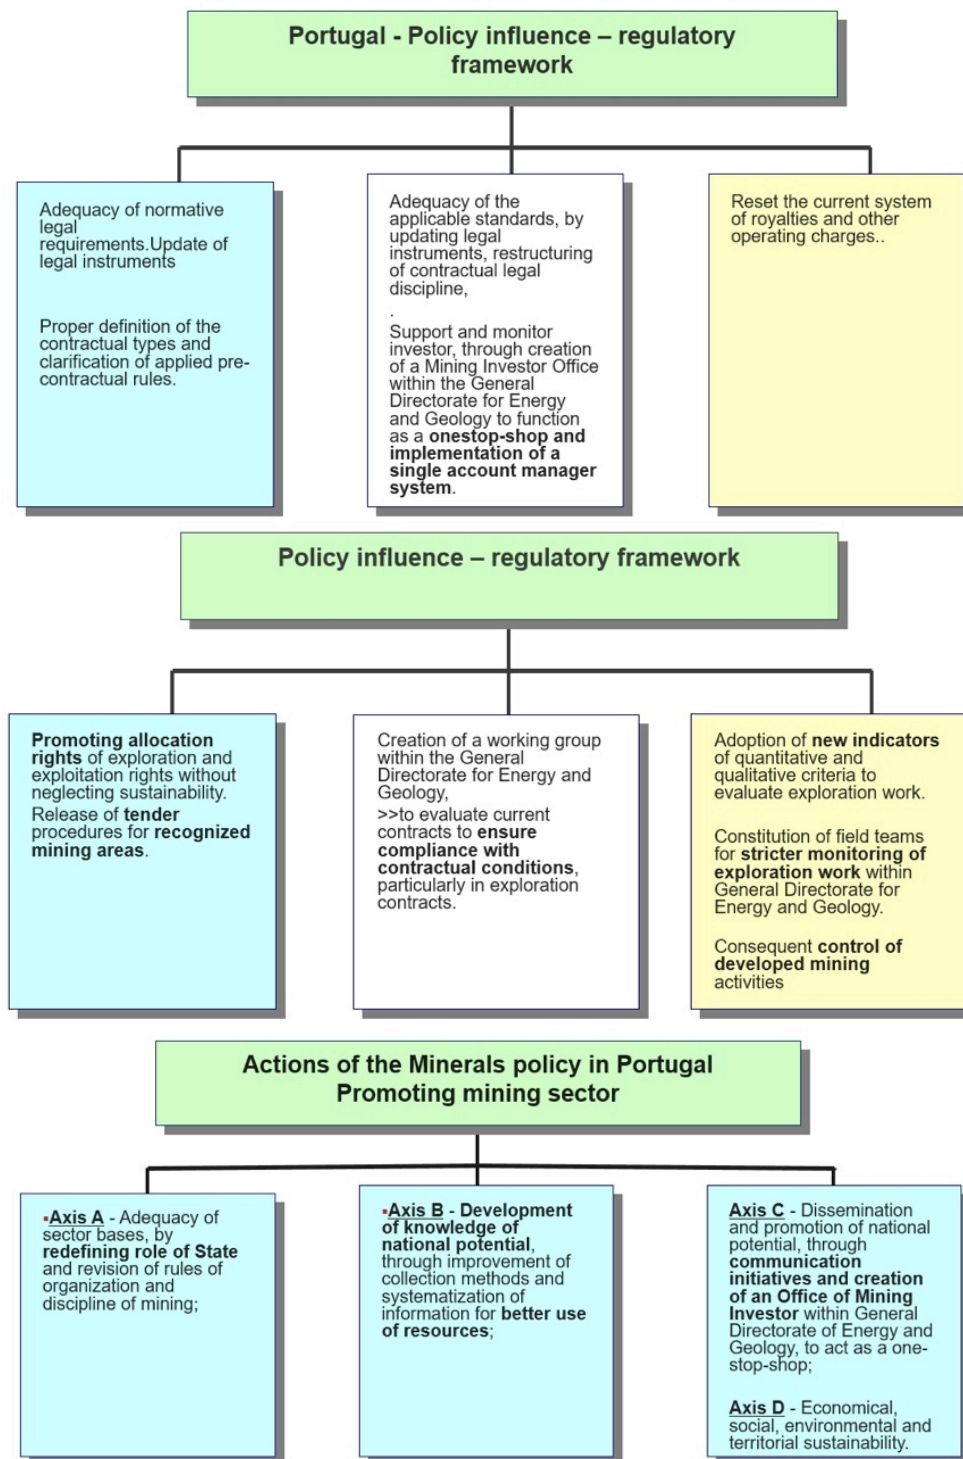 Portugal - Policy influence – regulatory
framework
Adequacy of normative
legal
requirements.Update of
legal instruments
Proper definition of the
contractual types and
clarification of applied pre-
contractual rules.
Adequacy of the
applicable standards, by
updating legal
instruments, restructuring
of contractual legal
discipline,
.
Support and monitor
investor, through creation
of a Mining Investor Office
within the General
Directorate for Energy
and Geology to function
as a onestop-shop and
implementation of a
single account manager
system.
Reset the current system
of royalties and other
operating charges..
Policy influence – regulatory framework
Promoting allocation
rights of exploration and
exploitation rights without
neglecting sustainability.
Release of tender
procedures for recognized
mining areas.
Creation of a working group
within the General
Directorate for Energy and
Geology,
>>to evaluate current
contracts to ensure
compliance with
contractual conditions,
particularly in exploration
contracts.
Adoption of new indicators
of quantitative and
qualitative criteria to
evaluate exploration work.
Constitution of field teams
for stricter monitoring of
exploration work within
General Directorate for
Energy and Geology.
Consequent control of
developed mining
activities
Actions of the Minerals policy in Portugal
Promoting mining sector
▪Axis A - Adequacy of
sector bases, by
redefining role of State
and revision of rules of
organization and
discipline of mining;
▪Axis B - Development
of knowledge of
national potential,
through improvement of
collection methods and
systematization of
information for better use
of resources;
Axis C - Dissemination
and promotion of national
potential, through
communication
initiatives and creation
of an Office of Mining
Investor within General
Directorate of Energy and
Geology, to act as a one-
stop-shop;
Axis D - Economical,
social, environmental and
territorial sustainability.